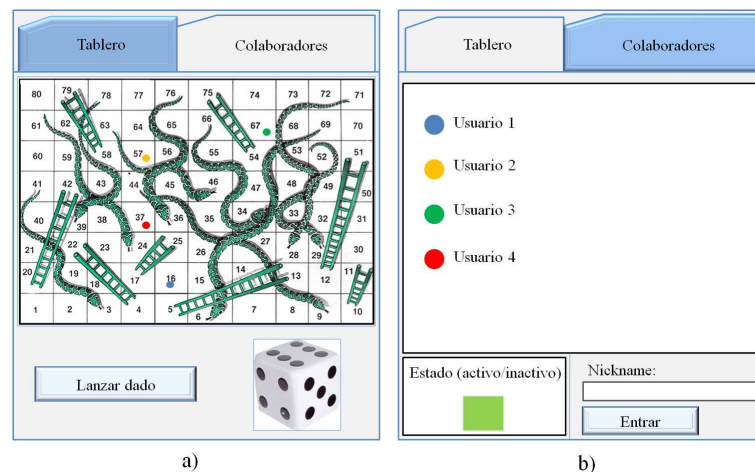 Tablero
Colaboradores
80 79 78 77 76 75 74 73 72 71
61 62 63 64 65 66 67 68 69 70
60 59 58 57 56 55 54 53 52 51
41 42 43 44 45 46 47 48 49 50
40 39 38 37 36 35 34 33 32 31
21 22 23 24 25 26 27 28 29 30
20 19 18 17 16 14 13 12 11
1 2 3 4 5 6 7 8 9 10
Lanzar dado
a)
Tablero
Colaboradores
Usuario 1
Usuario 2
Usuario 3
Usuario 4
Estado (activo/inactivo)
Nickname:
Entrar
b)